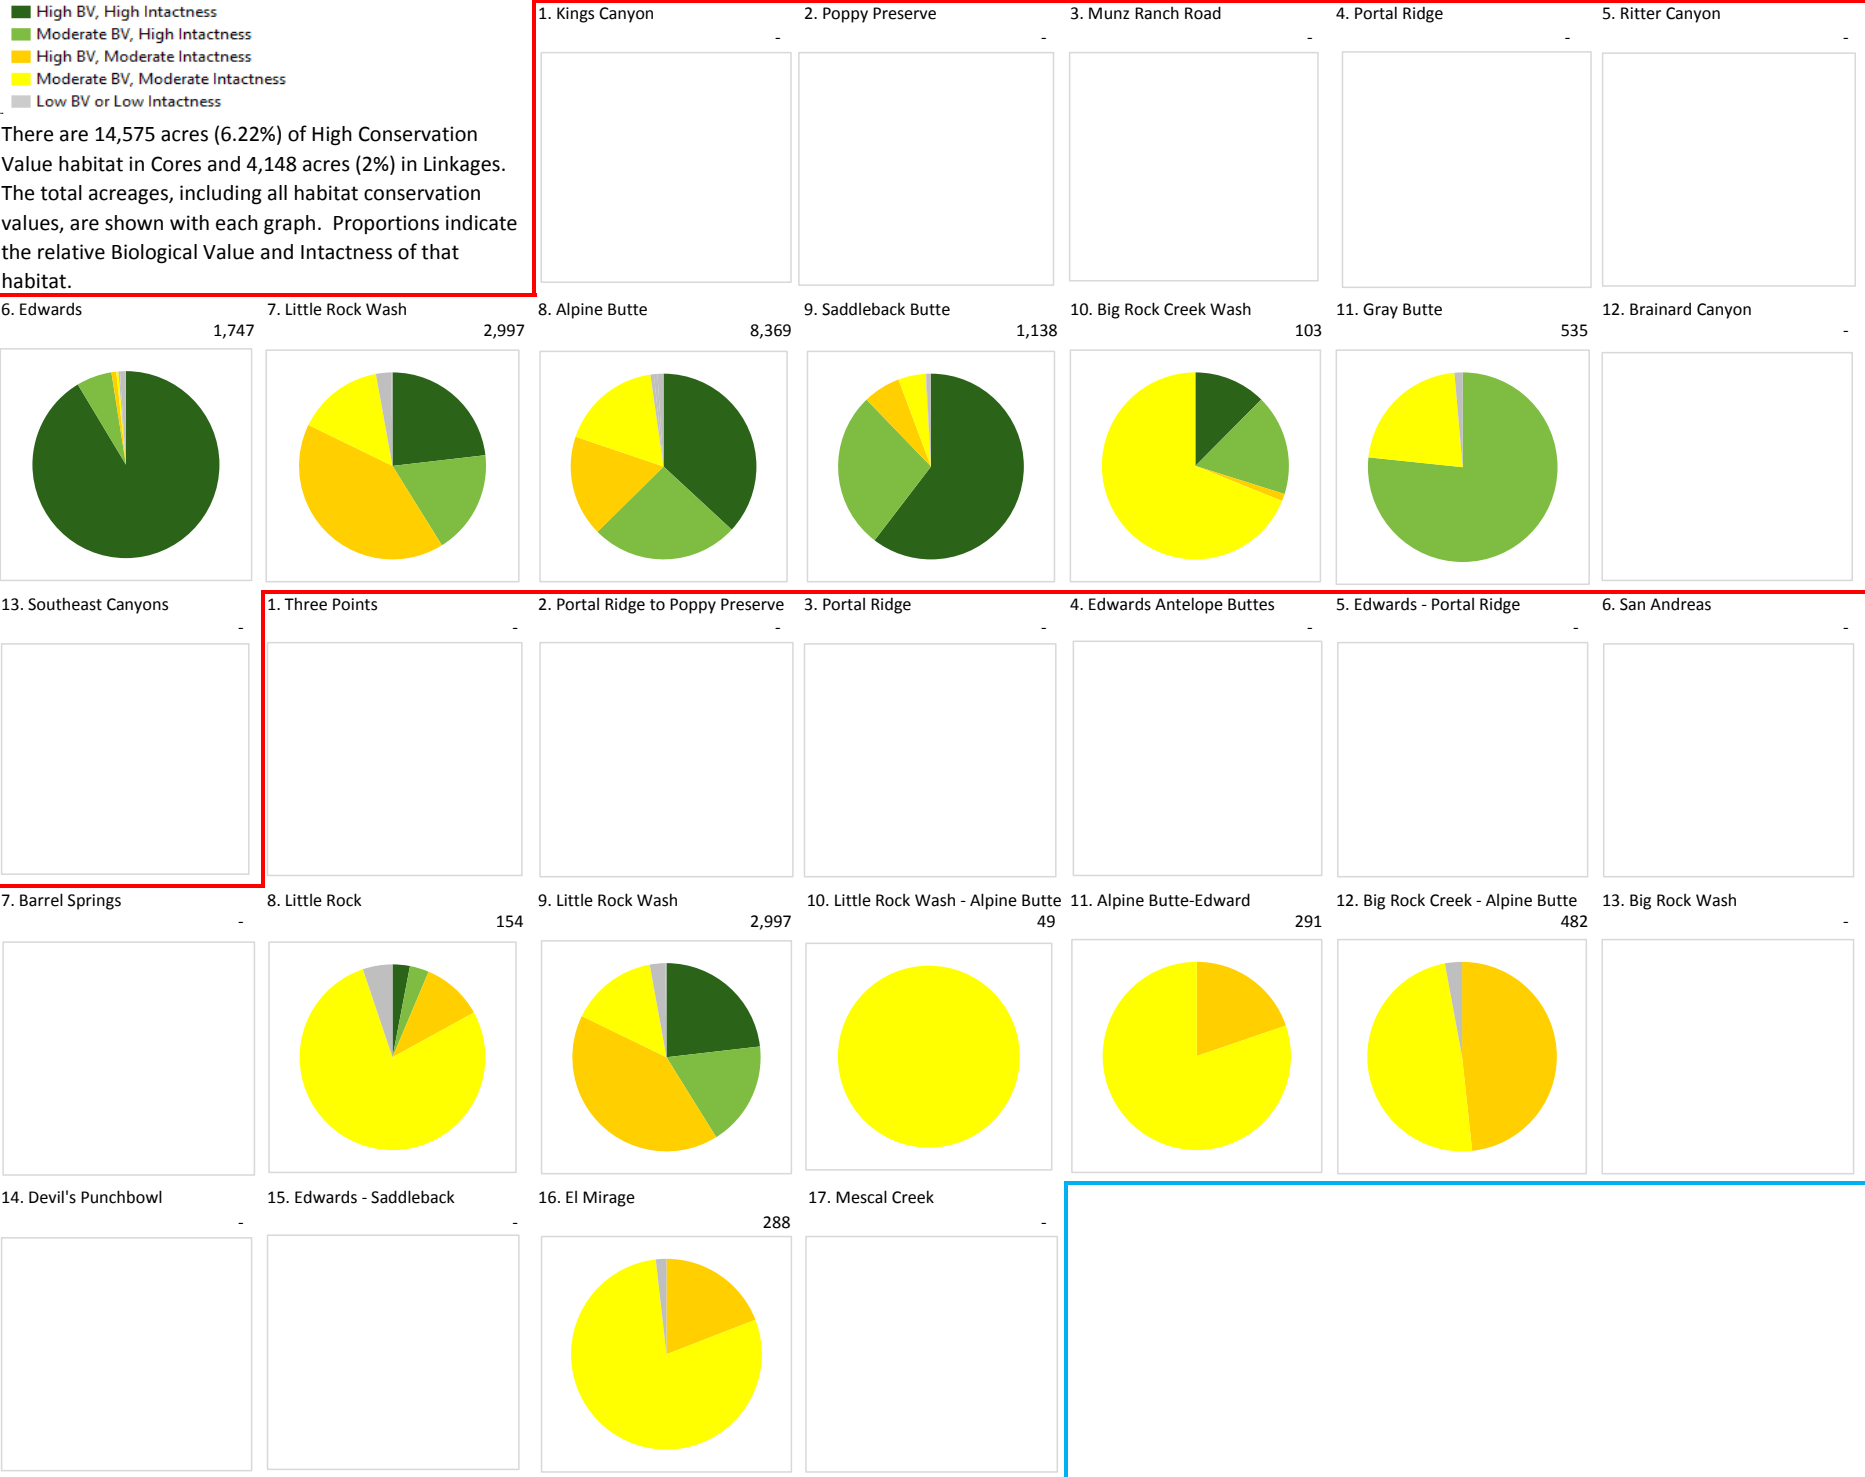 High BV, High Intactness
Moderate BV, High Intactness
High BV, Moderate Intactness
Moderate BV, Moderate Intactness
Low BV or Low Intactness
-
There are 14,575 acres (6.22%) of High Conservation
Value habitat in Cores and 4,148 acres (2%) in Linkages.
The total acreages, including all habitat conservation
values, are shown with each graph.  Proportions indicate
the relative Biological Value and Intactness of that
habitat.
1. Kings Canyon
-
2. Poppy Preserve
-
3. Munz Ranch Road
-
4. Portal Ridge
-
5. Ritter Canyon
-
6. Edwards
1,747
7. Little Rock Wash
2,997
8. Alpine Butte
8,369
9. Saddleback Butte
1,138
10. Big Rock Creek Wash
103
11. Gray Butte
535
12. Brainard Canyon
-
13. Southeast Canyons
-
1. Three Points
-
2. Portal Ridge to Poppy Preserve
-
3. Portal Ridge
-
4. Edwards Antelope Buttes
-
5. Edwards - Portal Ridge
-
6. San Andreas
-
7. Barrel Springs
-
8. Little Rock
154
9. Little Rock Wash
2,997
10. Little Rock Wash - Alpine Butte
49
11. Alpine Butte-Edward
291
12. Big Rock Creek - Alpine Butte
482
13. Big Rock Wash
-
14. Devil's Punchbowl
-
15. Edwards - Saddleback
-
16. El Mirage
288
17. Mescal Creek
-